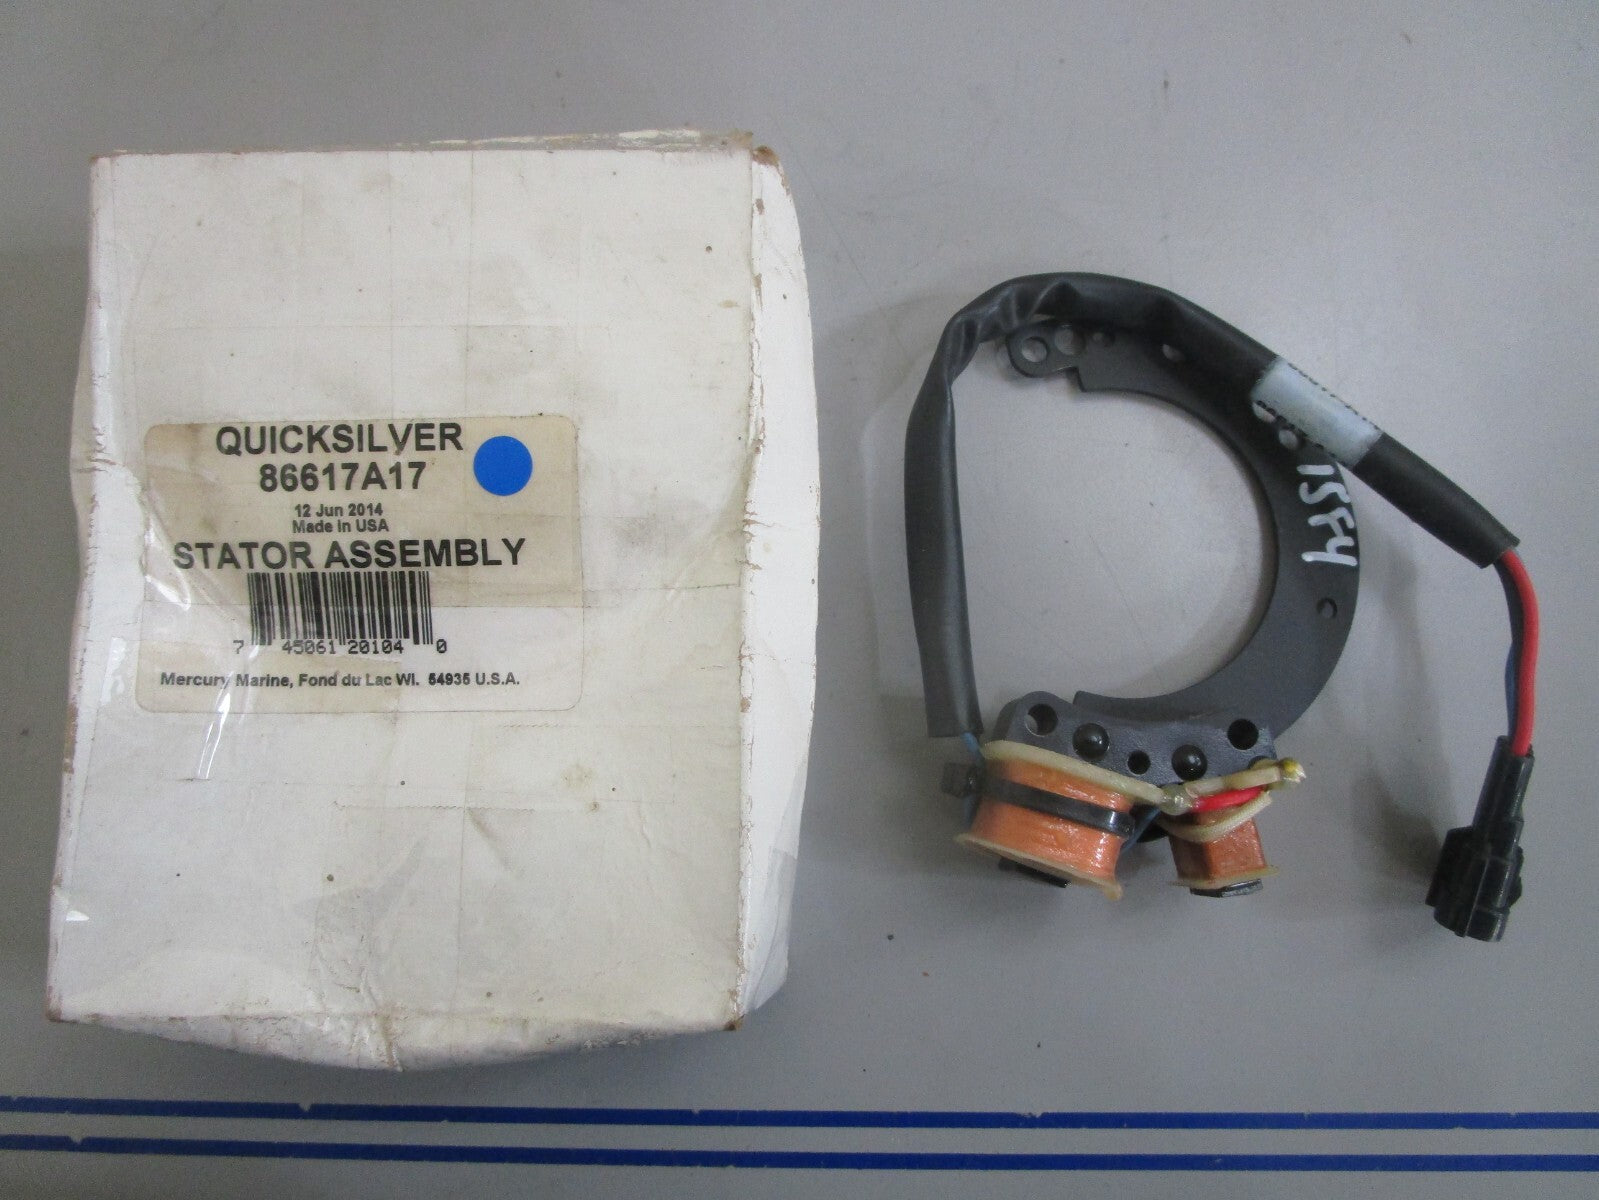 QUICKSILVER
86617A17
12 Jun 2014
Made in USA
STATOR ASSEMBLY
7 45061 20104 0
Mercury Marine, Fond du Lac WI. 54935 U.S.A.
15F4